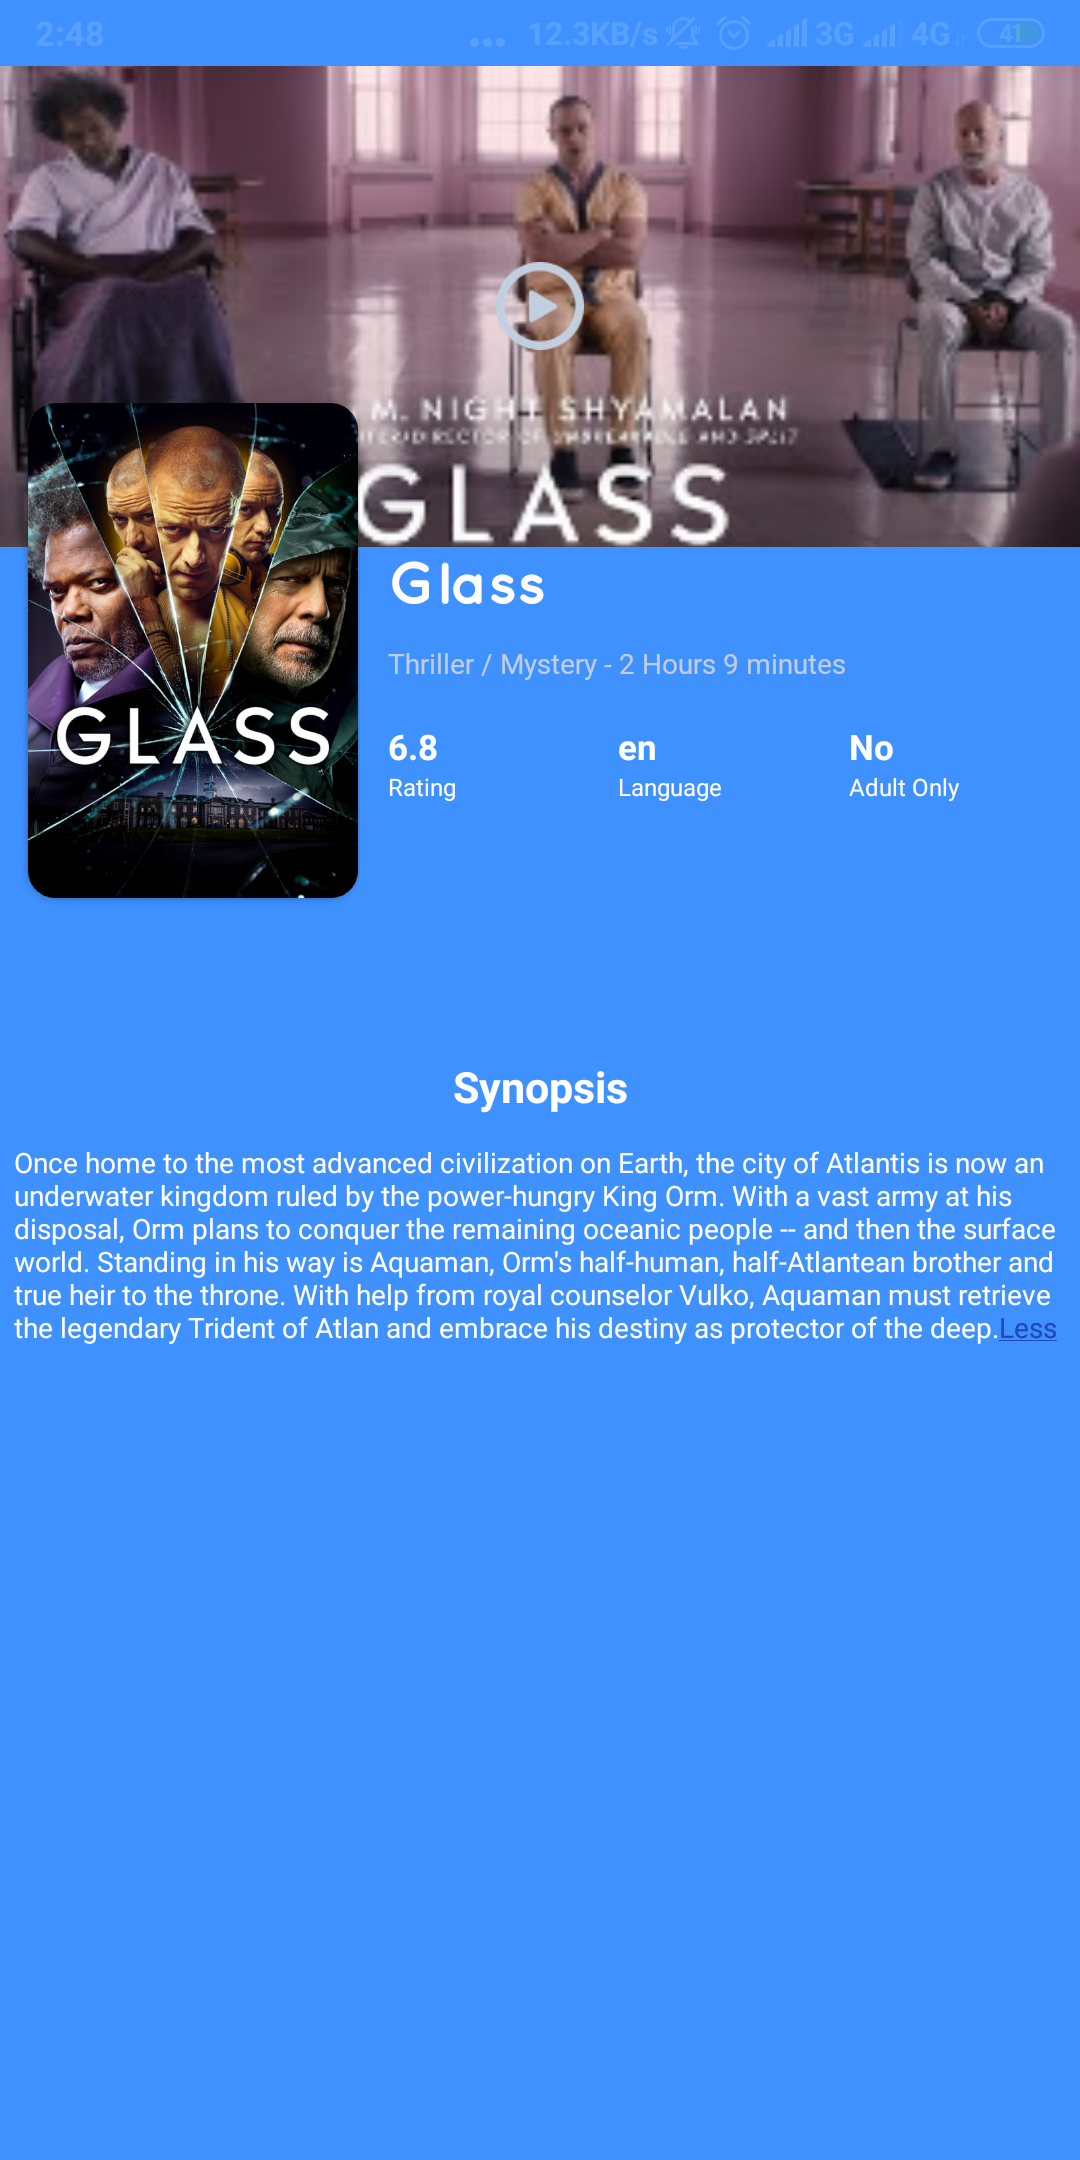 2:48 ... 12.3KB/s 3G 4G 41
M. NIGHT SHYAMALAN
DIRECTOR OF UNBREAKABLE AND SPLIT
GLASS
GLASS
Glass
Thriller / Mystery - 2 Hours 9 minutes
6.8 en No
Rating Language Adult Only
Synopsis
Once home to the most advanced civilization on Earth, the city of Atlantis is now an
underwater kingdom ruled by the power-hungry King Orm. With a vast army at his
disposal, Orm plans to conquer the remaining oceanic people -- and then the surface
world. Standing in his way is Aquaman, Orm's half-human, half-Atlantean brother and
true heir to the throne. With help from royal counselor Vulko, Aquaman must retrieve
the legendary Trident of Atlan and embrace his destiny as protector of the deep.Less